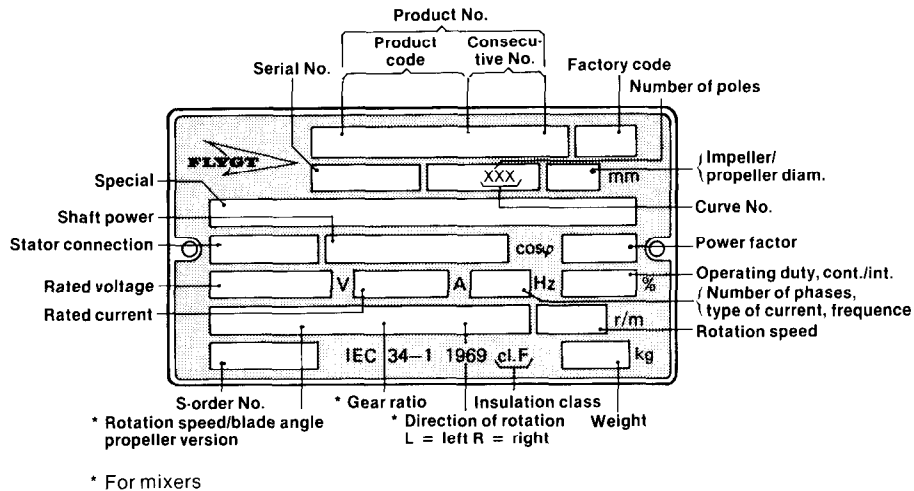 Product No.
Product code
Consecu-
tive No.
Serial No.
Factory code
Number of poles
FLYGT
XXX
mm
Impeller/
propeller diam.
Special
Curve No.
Shaft power
Stator connection
cosφ
Power factor
Rated voltage
V
A
Hz
%
Operating duty, cont./int.
Number of phases,
type of current, frequence
Rated current
r/m
Rotation speed
IEC 34-1 1969 cl.F
kg
S-order No.
* Gear ratio
Insulation class
Weight
* Rotation speed/blade angle
propeller version
* Direction of rotation
L = left R = right
* For mixers